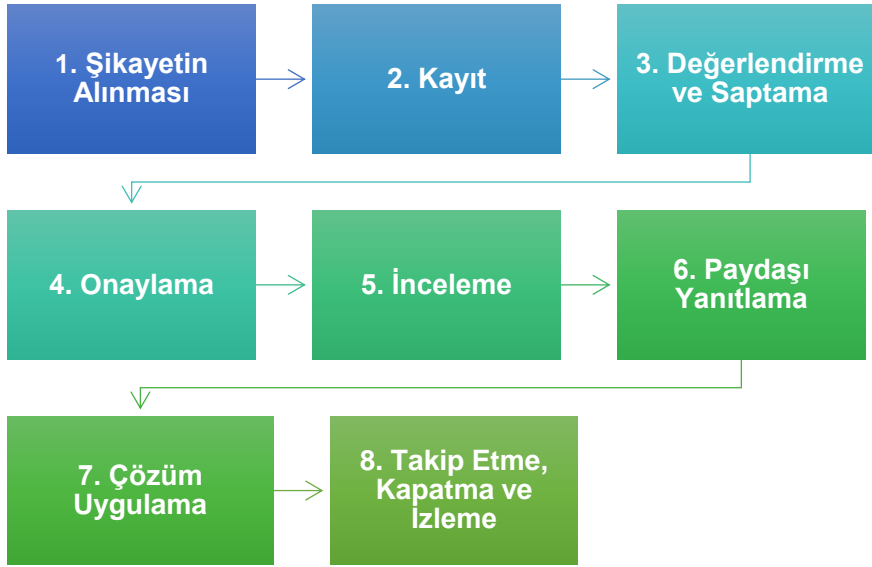 1. Şikayetin
Alınması
2. Kayıt
3. Değerlendirme
ve Saptama
4. Onaylama
5. İnceleme
6. Paydaşı
Yanıtlama
7. Çözüm
Uygulama
8. Takip Etme,
Kapatma ve
İzleme